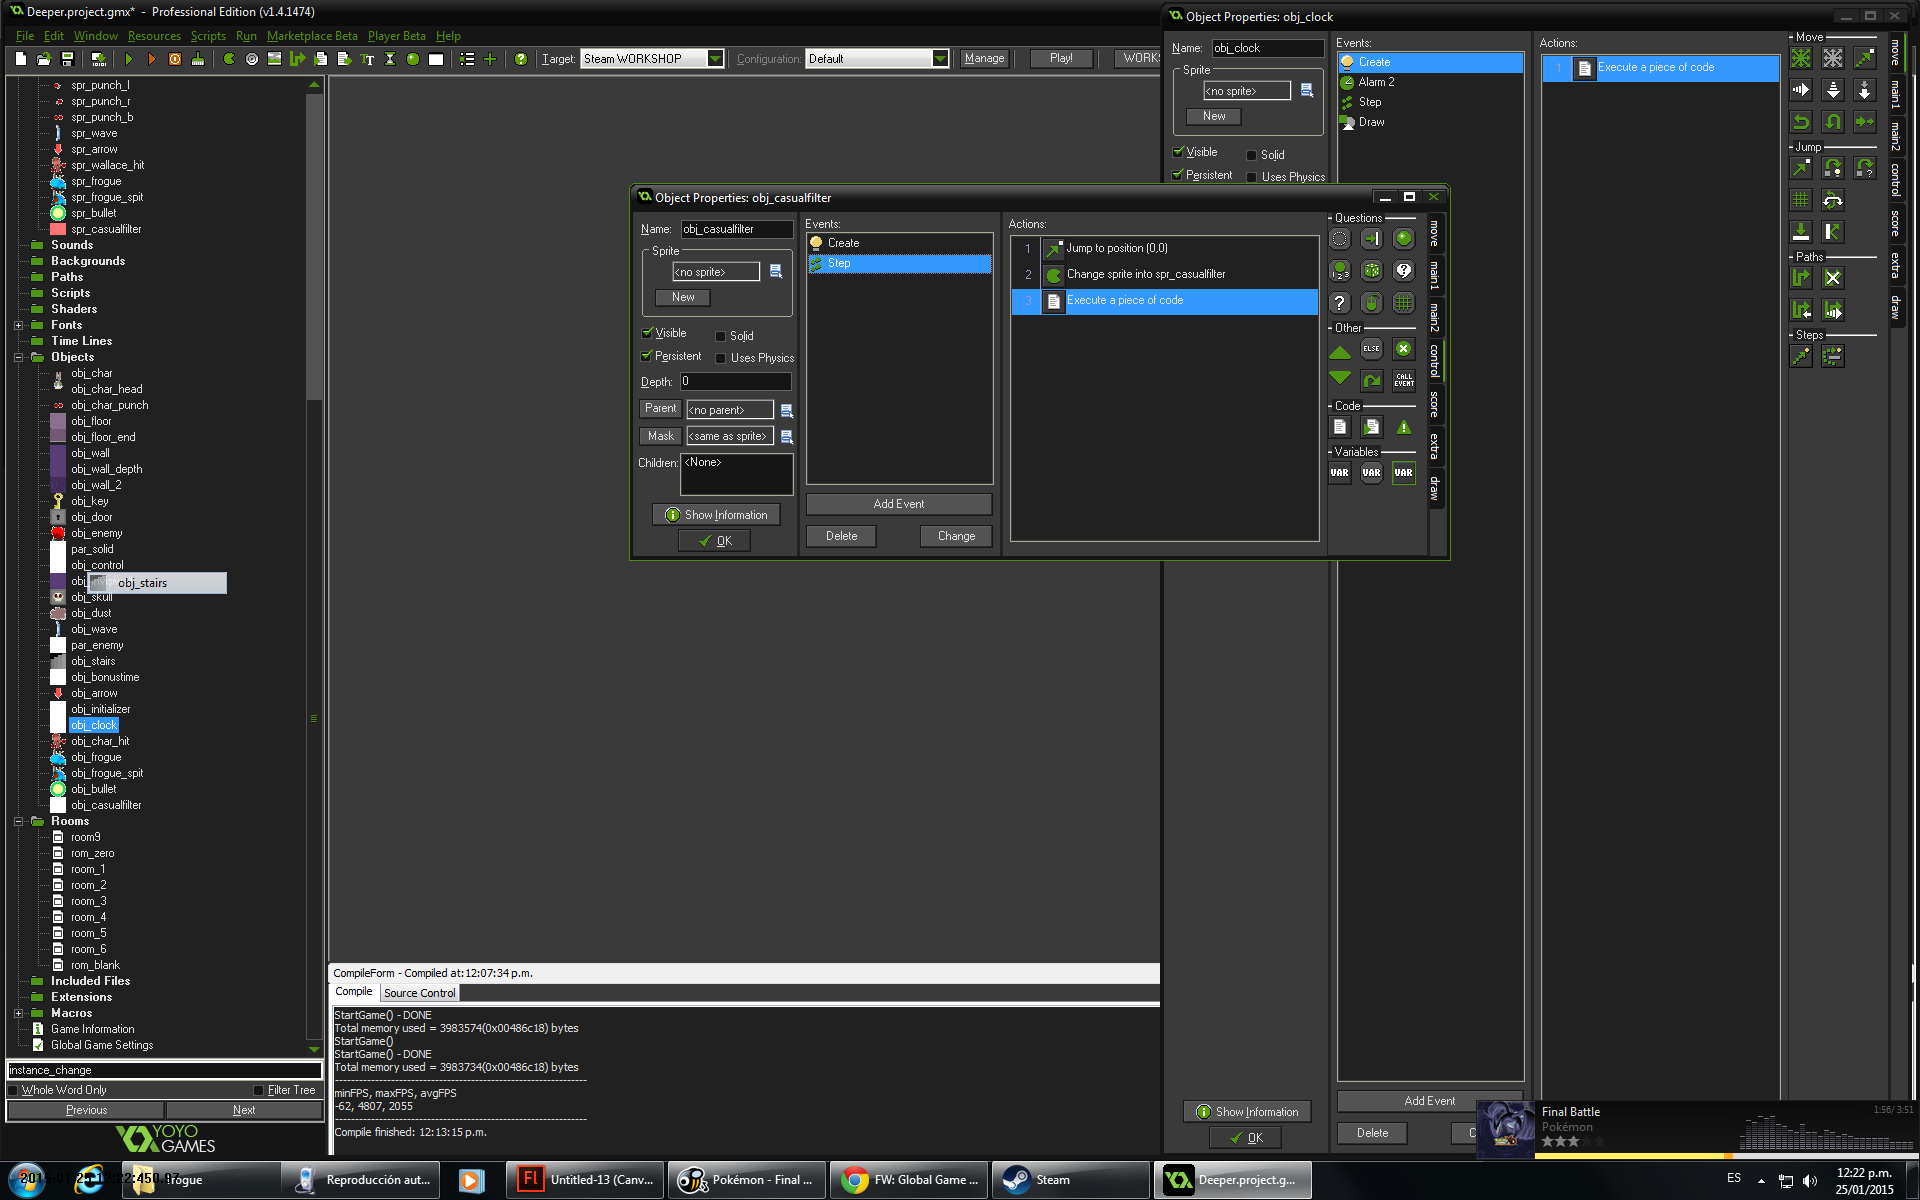 Deeper.project.gmx* - Professional Edition (v1.4.1474)
File Edit Window Resources Scripts Run Marketplace Beta Player Beta Help
Target: Steam WORKSHOP Configuration: Default Manage Play! WORK
spr_punch_l
spr_punch_r
spr_punch_b
spr_wave
spr_arrow
spr_wallace_hit
spr_frogue
spr_frogue_spit
spr_bullet
spr_casualfilter
Sounds
Backgrounds
Paths
Scripts
Shaders
Fonts
Time Lines
Objects
obj_char
obj_char_head
obj_char_punch
obj_floor
obj_floor_end
obj_wall
obj_wall_depth
obj_wall_2
obj_key
obj_door
obj_enemy
par_solid
obj_control
obj_stairs
obj_skull
obj_dust
obj_wave
par_enemy
obj_stairs
obj_bonustime
obj_arrow
obj_initializer
obj_clock
obj_char_hit
obj_frogue
obj_frogue_spit
obj_bullet
obj_casualfilter
Rooms
room9
rom_zero
room_1
room_2
room_3
room_4
room_5
room_6
rom_blank
Included Files
Extensions
Macros
Game Information
Global Game Settings
instance_change
Whole Word Only Filter Tree
Previous Next
YOYO
GAMES
Object Properties: obj_casualfilter
Name: obj_casualfilter
Sprite
<no sprite>
New
Visible Solid
Persistent Uses Physics
Depth: 0
Parent <no parent>
Mask <same as sprite>
Children: <None>
Show Information
OK
Events:
Create
Step
Add Event
Delete Change
Actions:
1 Jump to position (0,0)
2 Change sprite into spr_casualfilter
3 Execute a piece of code
Questions
Other
ELSE
CALL EVENT
Code
Variables
VAR VAR VAR
move
main1
main2
control
score
extra
draw
Object Properties: obj_clock
Name: obj_clock
Sprite
<no sprite>
New
Visible Solid
Persistent Uses Physics
Show Information
OK
Events:
Create
Alarm 2
Step
Draw
Add Event
Delete C
Actions:
1 Execute a piece of code
Move
Jump
Paths
Steps
move
main1
main2
control
score
extra
draw
CompileForm - Compiled at: 12:07:34 p.m.
Compile Source Control
StartGame() - DONE
Total memory used = 3983574(0x00486c18) bytes
StartGame()
StartGame() - DONE
Total memory used = 3983734(0x00486c18) bytes
minFPS, maxFPS, avgFPS
-62, 4807, 2055
Compile finished: 12:13:15 p.m.
Final Battle 1:56/ 3:51
Pokémon
Reproducción aut...
Untitled-13 (Canv...
Pokémon - Final ...
FW: Global Game ...
Steam
Deeper.project.g...
ES
12:22 p.m.
25/01/2015